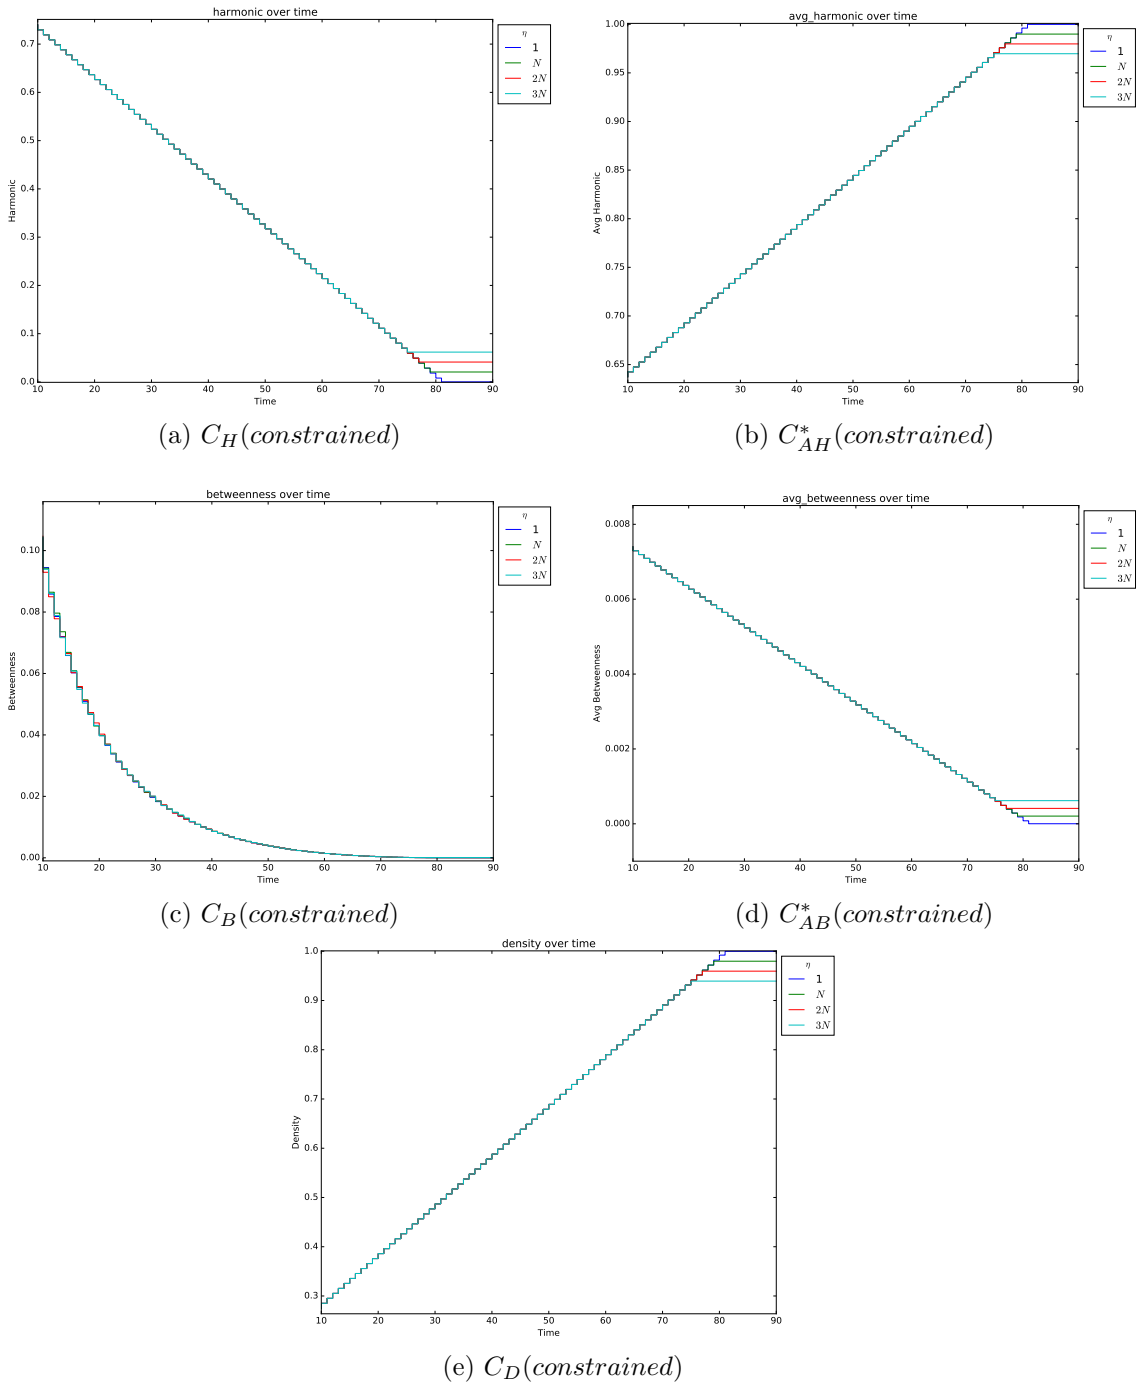 harmonic over time
Harmonic
0.7
0.6
0.5
0.4
0.3
0.2
0.1
0.0
10 20 30 40 50 60 70 80 90
Time
η
1
N
2N
3N
(a) C_H(constrained)
avg_harmonic over time
Avg Harmonic
1.00
0.95
0.90
0.85
0.80
0.75
0.70
0.65
10 20 30 40 50 60 70 80 90
Time
η
1
N
2N
3N
(b) C*_AH(constrained)
betweenness over time
Betweenness
0.10
0.08
0.06
0.04
0.02
0.00
10 20 30 40 50 60 70 80 90
Time
η
1
N
2N
3N
(c) C_B(constrained)
avg_betweenness over time
Avg Betweenness
0.008
0.006
0.004
0.002
0.000
10 20 30 40 50 60 70 80 90
Time
η
1
N
2N
3N
(d) C*_AB(constrained)
density over time
Density
1.0
0.9
0.8
0.7
0.6
0.5
0.4
0.3
10 20 30 40 50 60 70 80 90
Time
η
1
N
2N
3N
(e) C_D(constrained)